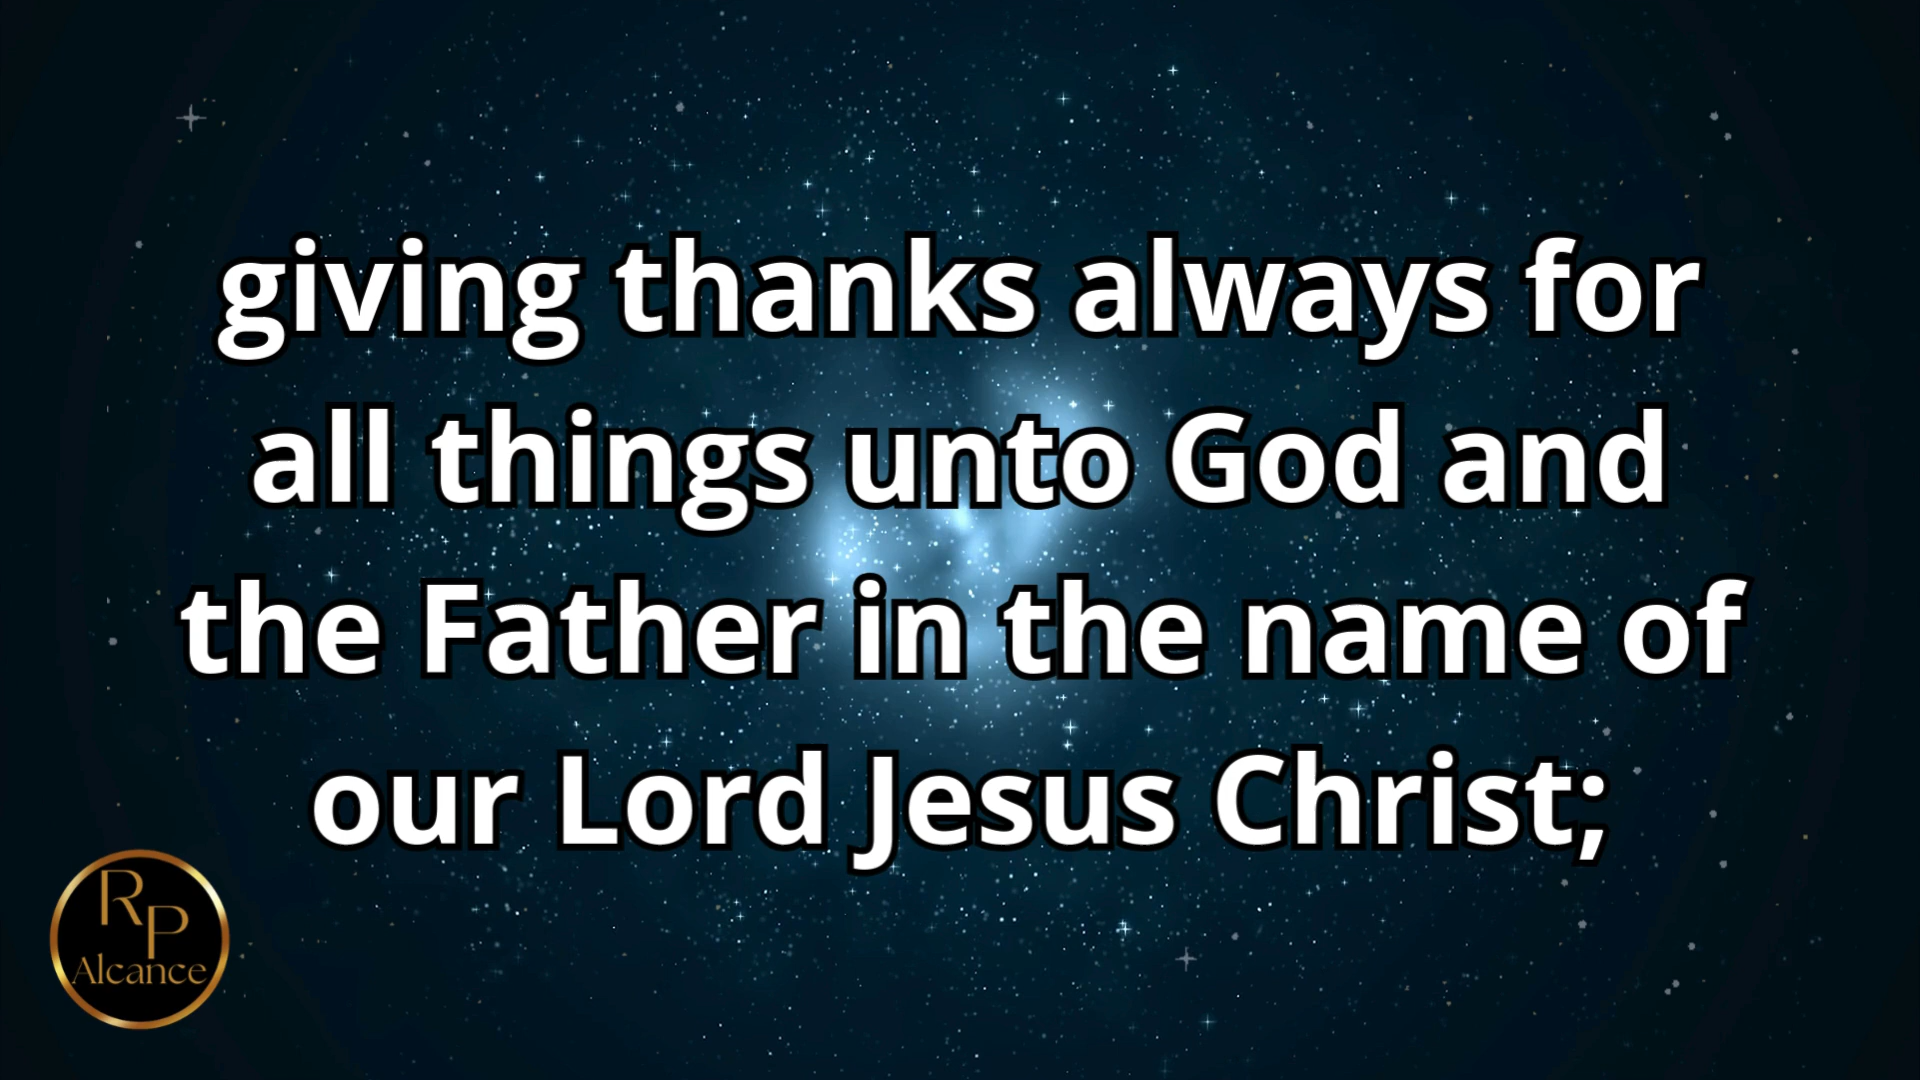 giving thanks always for
all things unto God and
the Father in the name of
our Lord Jesus Christ;
RP
Alcance